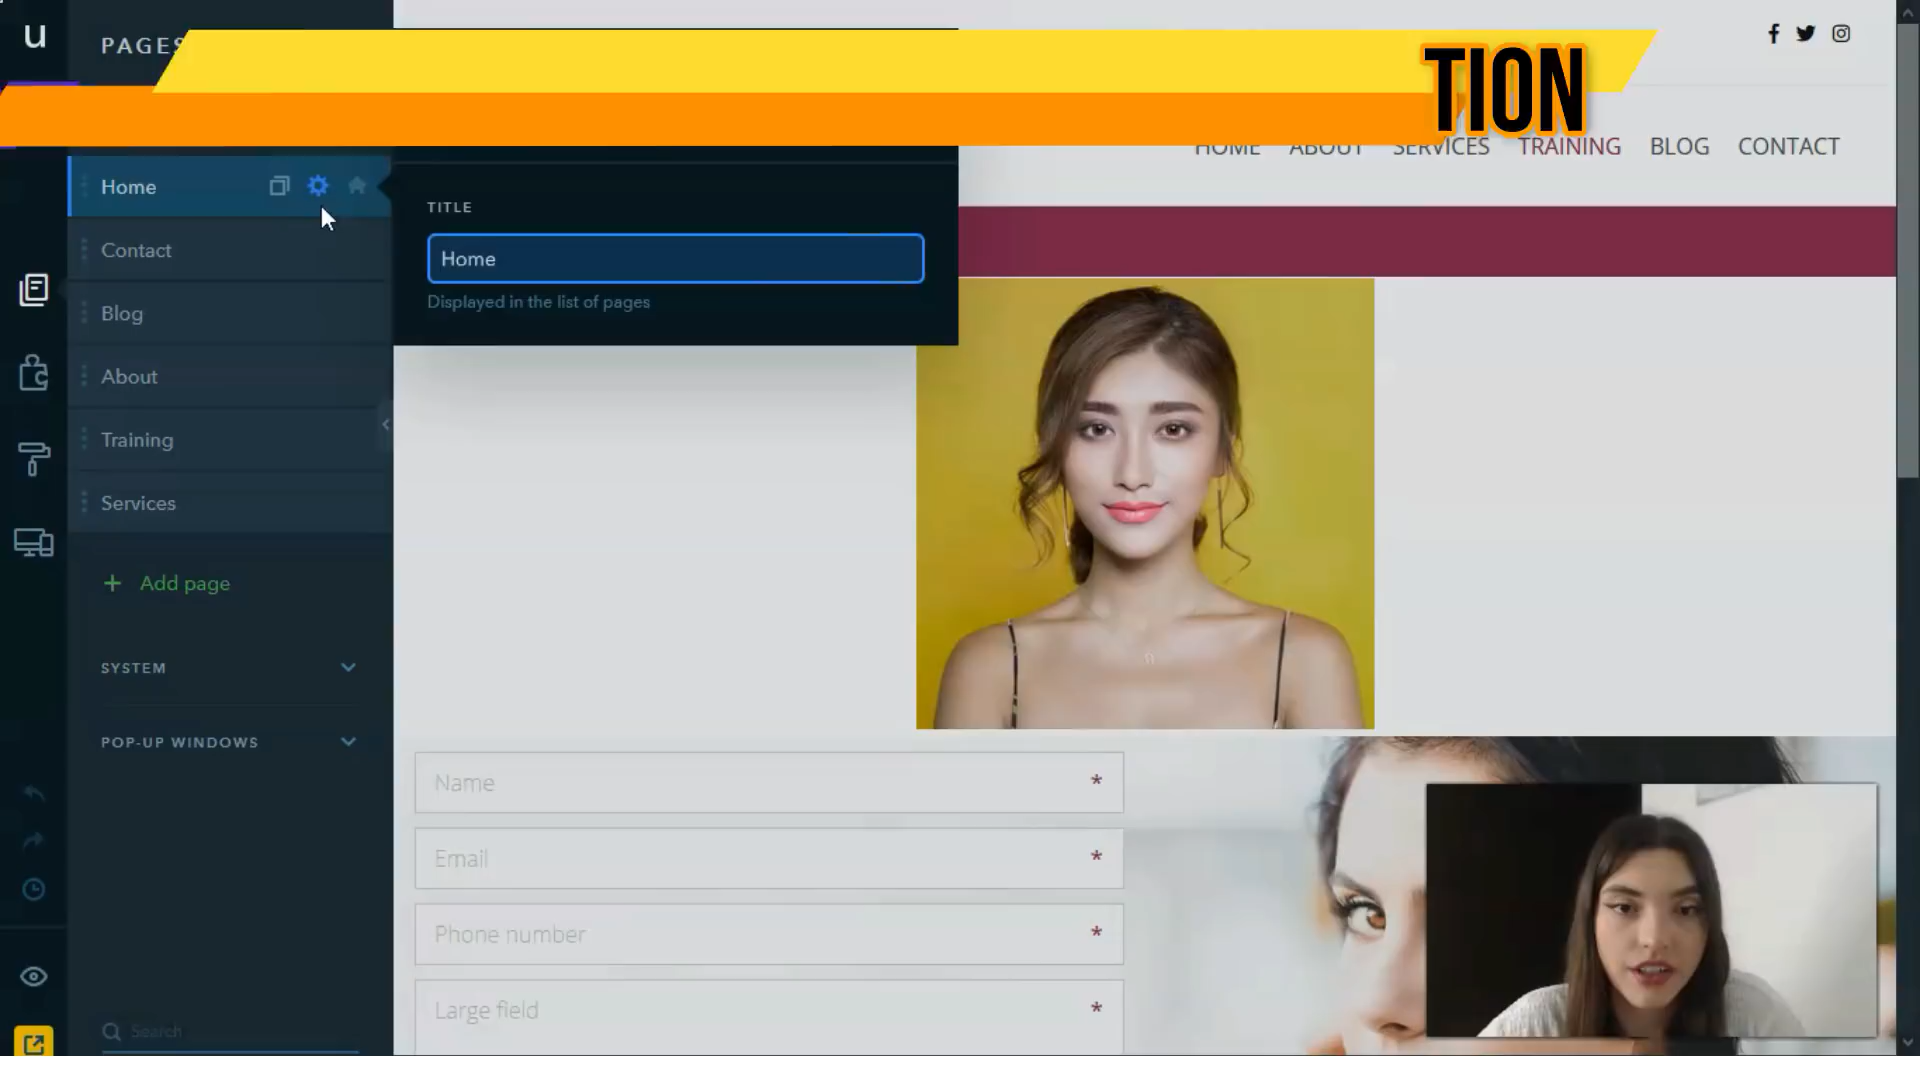 u
PAGES
TION
HOME ABOUT SERVICES TRAINING BLOG CONTACT
Home
Contact
Blog
About
Training
Services
+ Add page
SYSTEM
POP-UP WINDOWS
Search
TITLE
Home
Displayed in the list of pages
Name *
Email *
Phone number *
Large field *